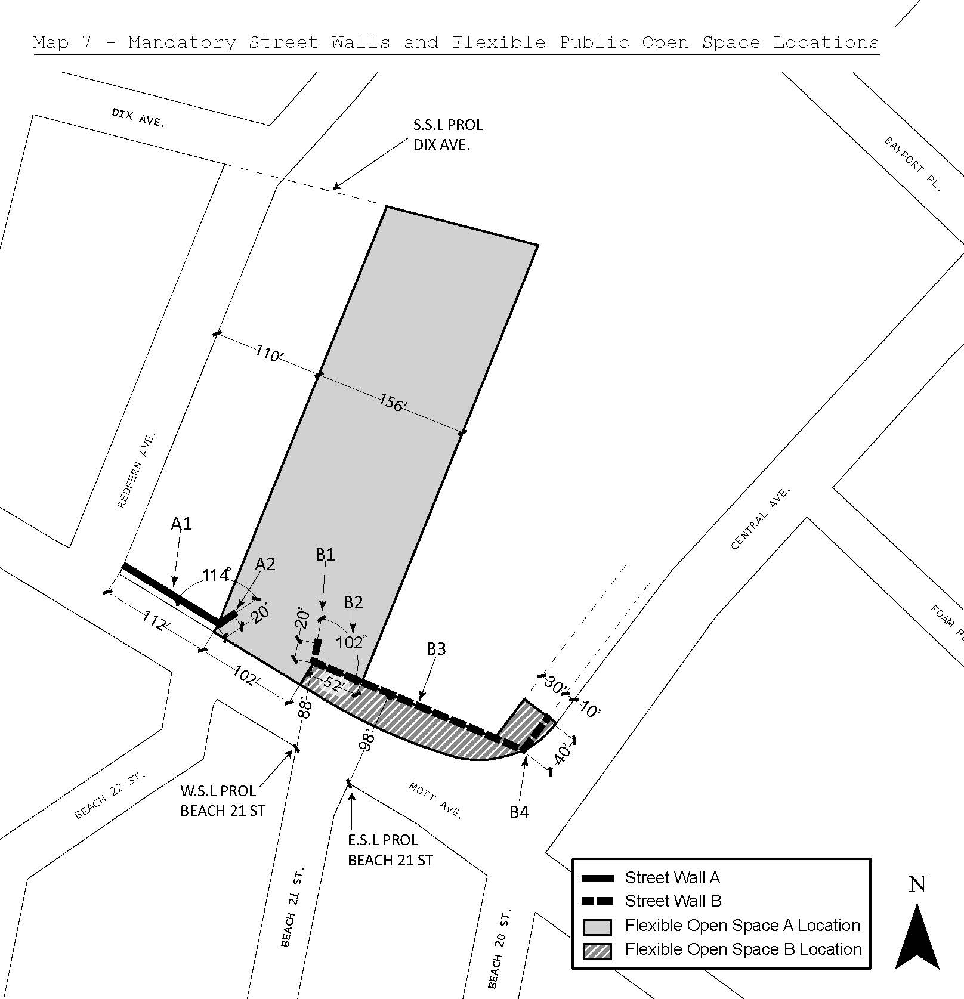 Map 7 - Mandatory Street Walls and Flexible Public Open Space Locations
DIX AVE.
S.S.L PROL
DIX AVE.
BAYPORT PL.
110′
156′
REDFERN AVE.
CENTRAL AVE.
A1
114°
A2
20′
B1
B2
20′
102°
B3
FOAM PL
112′
102′
52′
88′
98′
30′
10′
40′
W.S.L PROL
BEACH 21 ST
BEACH 22 ST.
MOTT AVE.
B4
E.S.L PROL
BEACH 21 ST
BEACH 21 ST.
BEACH 20 ST.
Street Wall A
Street Wall B
Flexible Open Space A Location
Flexible Open Space B Location
N